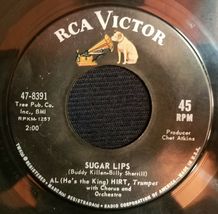 RCA VICTOR
47-8391
Tree Pub. Co.
Inc., BMI
RPKM-1257
2:00
45
RPM
Producer
Chet Atkins
SUGAR LIPS
(Buddy Killen-Billy Sherrill)
AL (He's the King) HIRT, Trumpet
with Chorus and
Orchestra